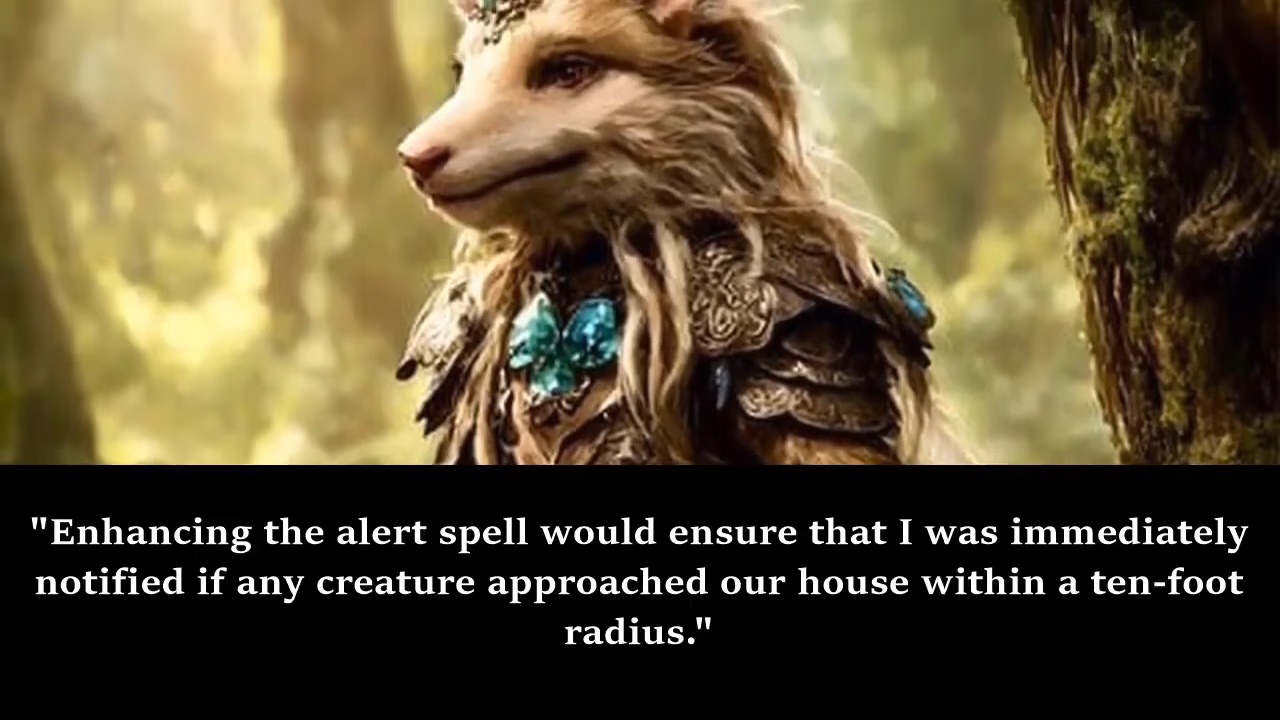 "Enhancing the alert spell would ensure that I was immediately
notified if any creature approached our house within a ten-foot
radius."